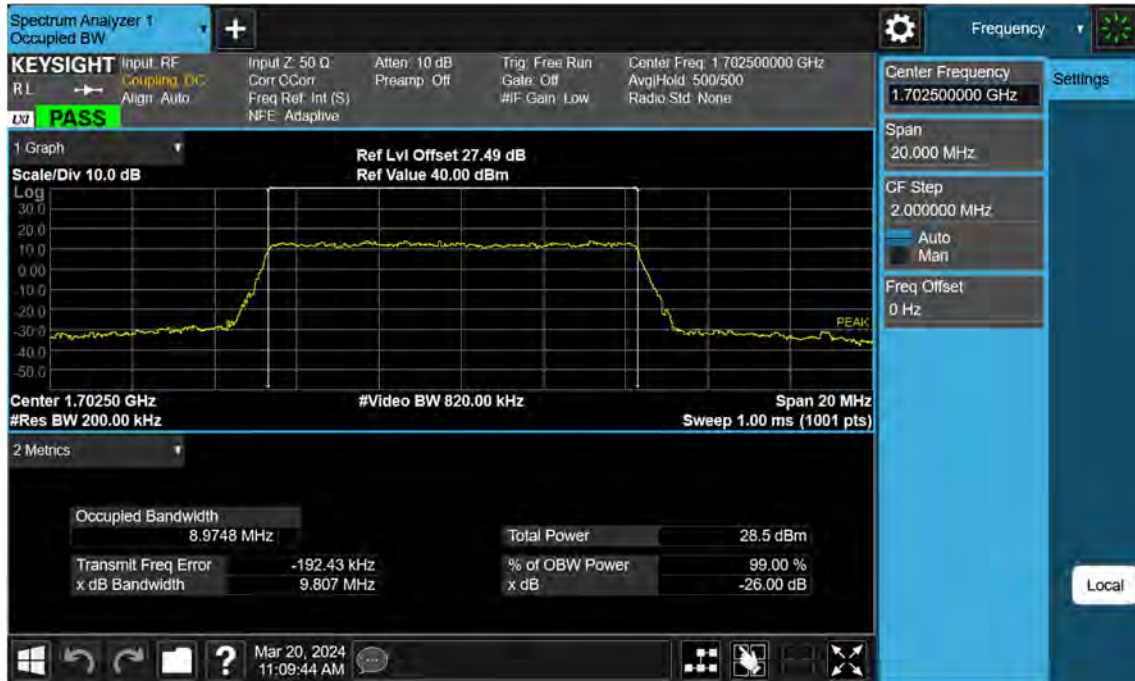 Spectrum Analyzer 1
Occupied BW
+
Frequency
KEYSIGHT Input: RF Input Z: 50 Ω Atten: 10 dB Trig: Free Run Center Freq: 1.702500000 GHz
R L Coupling: DC Corr CCorr Preamp: Off Gate: Off Avg|Hold: 500/500
Align: Auto Freq Ref: Int (S) #IF Gain: Low Radio Std: None
LXI PASS NFE: Adaptive
Center Frequency
1.702500000 GHz
Settings
Span
20.000 MHz
CF Step
2.000000 MHz
Auto
Man
Freq Offset
0 Hz
Local
1 Graph
Ref Lvl Offset 27.49 dB
Scale/Div 10.0 dB Ref Value 40.00 dBm
Log
30.0
20.0
10.0
0.00
-10.0
-20.0
-30.0
-40.0
-50.0
PEAK
Center 1.70250 GHz #Video BW 820.00 kHz Span 20 MHz
#Res BW 200.00 kHz Sweep 1.00 ms (1001 pts)
2 Metrics
Occupied Bandwidth
8.9748 MHz
Total Power 28.5 dBm
Transmit Freq Error -192.43 kHz % of OBW Power 99.00 %
x dB Bandwidth 9.807 MHz x dB -26.00 dB
? Mar 20, 2024
11:09:44 AM